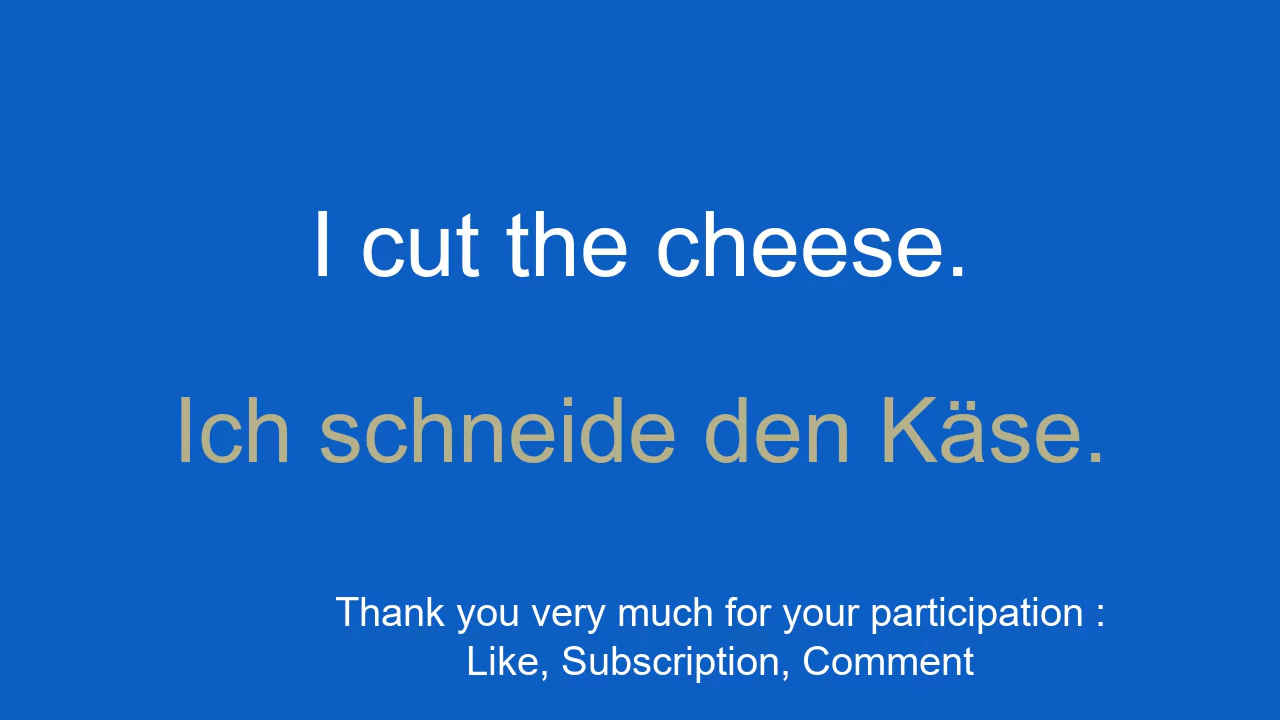 I cut the cheese.
Ich schneide den Käse.
Thank you very much for your participation :
Like, Subscription, Comment